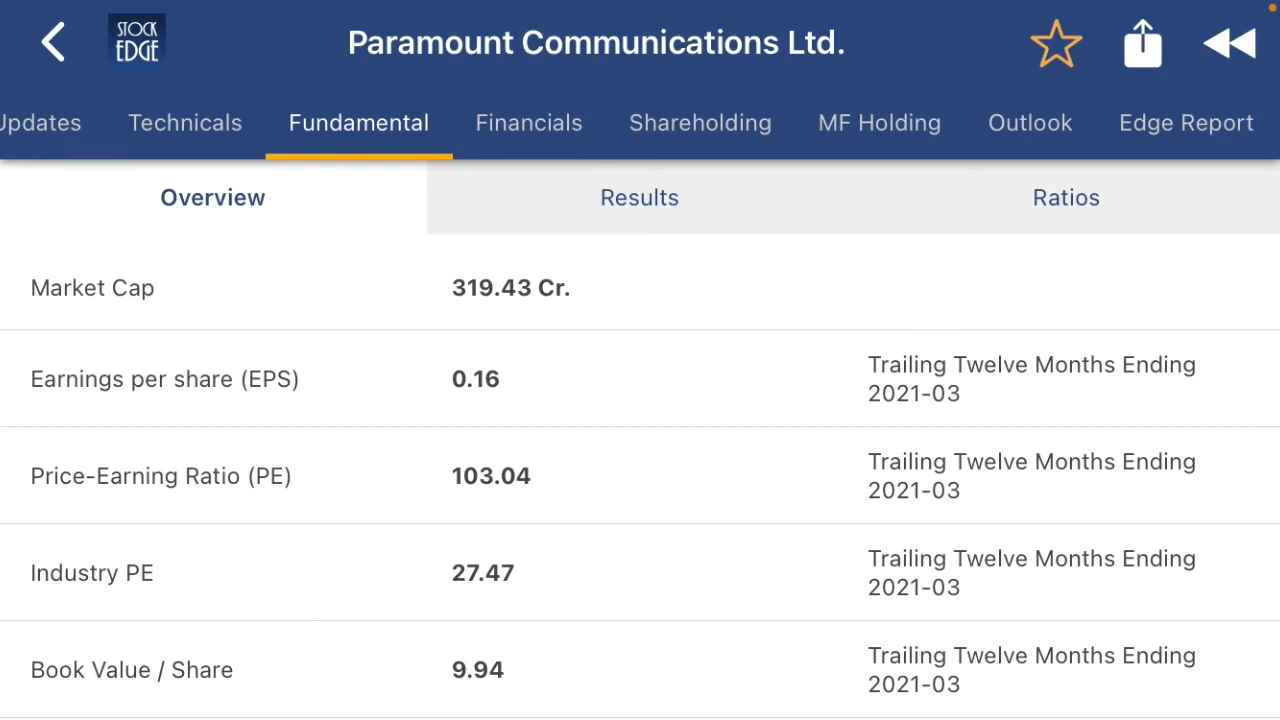 STOCK
EDGE
Paramount Communications Ltd.
Updates Technicals Fundamental Financials Shareholding MF Holding Outlook Edge Report
Overview Results Ratios
Market Cap 319.43 Cr.
Earnings per share (EPS) 0.16 Trailing Twelve Months Ending
2021-03
Price-Earning Ratio (PE) 103.04 Trailing Twelve Months Ending
2021-03
Industry PE 27.47 Trailing Twelve Months Ending
2021-03
Book Value / Share 9.94 Trailing Twelve Months Ending
2021-03